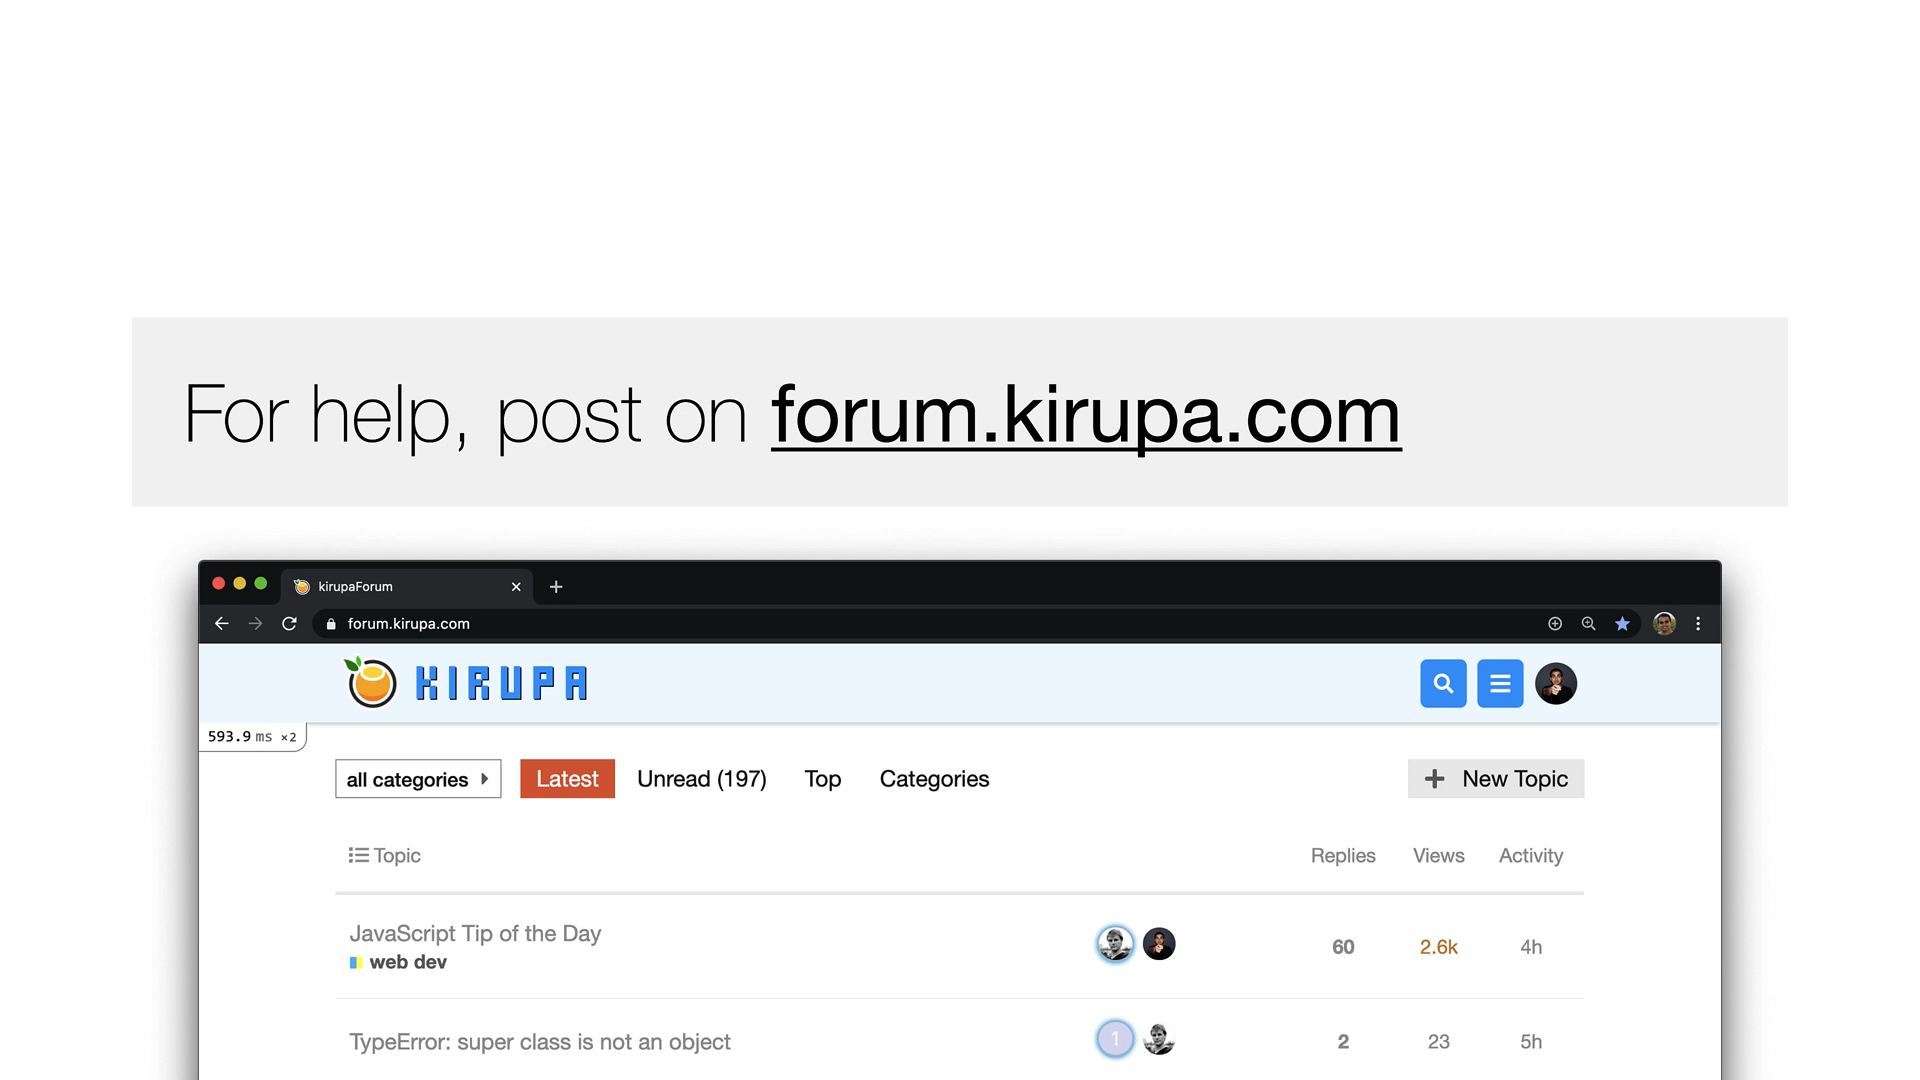 For help, post on forum.kirupa.com
kirupaForum
forum.kirupa.com
KIRUPA
593.9 ms ×2
all categories Latest Unread (197) Top Categories New Topic
Topic Replies Views Activity
JavaScript Tip of the Day 60 2.6k 4h
web dev
TypeError: super class is not an object 1 2 23 5h